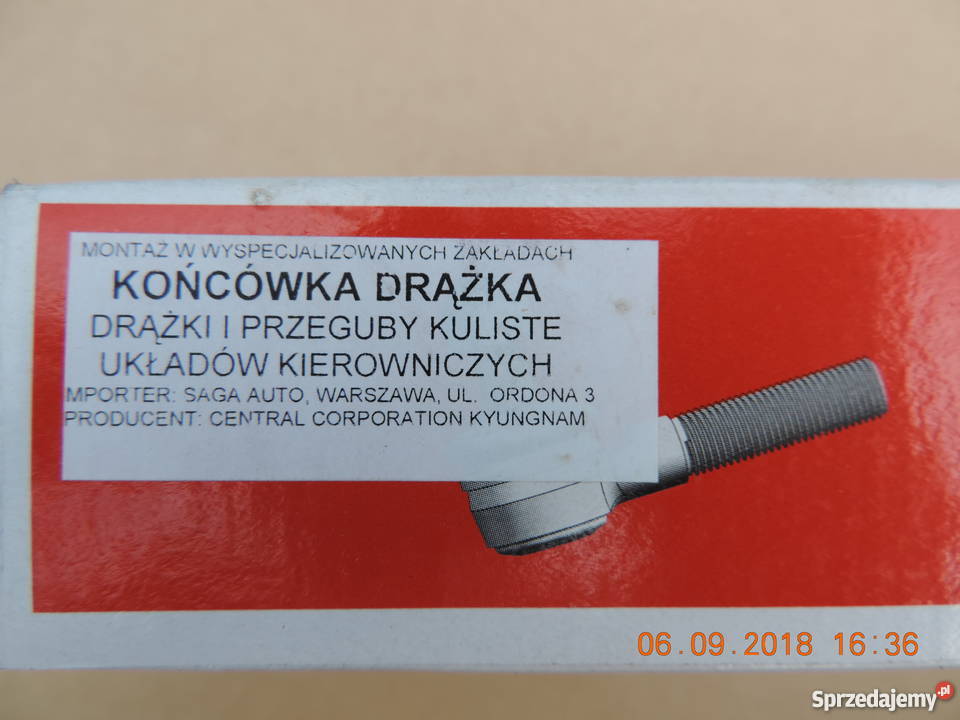 MONTAŻ W WYSPECJALIZOWANYCH ZAKŁADACH
KOŃCÓWKA DRĄŻKA
DRĄŻKI I PRZEGUBY KULISTE
UKŁADÓW KIEROWNICZYCH
MPORTER: SAGA AUTO, WARSZAWA, UL. ORDONA 3
PRODUCENT: CENTRAL CORPORATION KYUNGNAM
06.09.2018 16:36
Sprzedajemy.pl